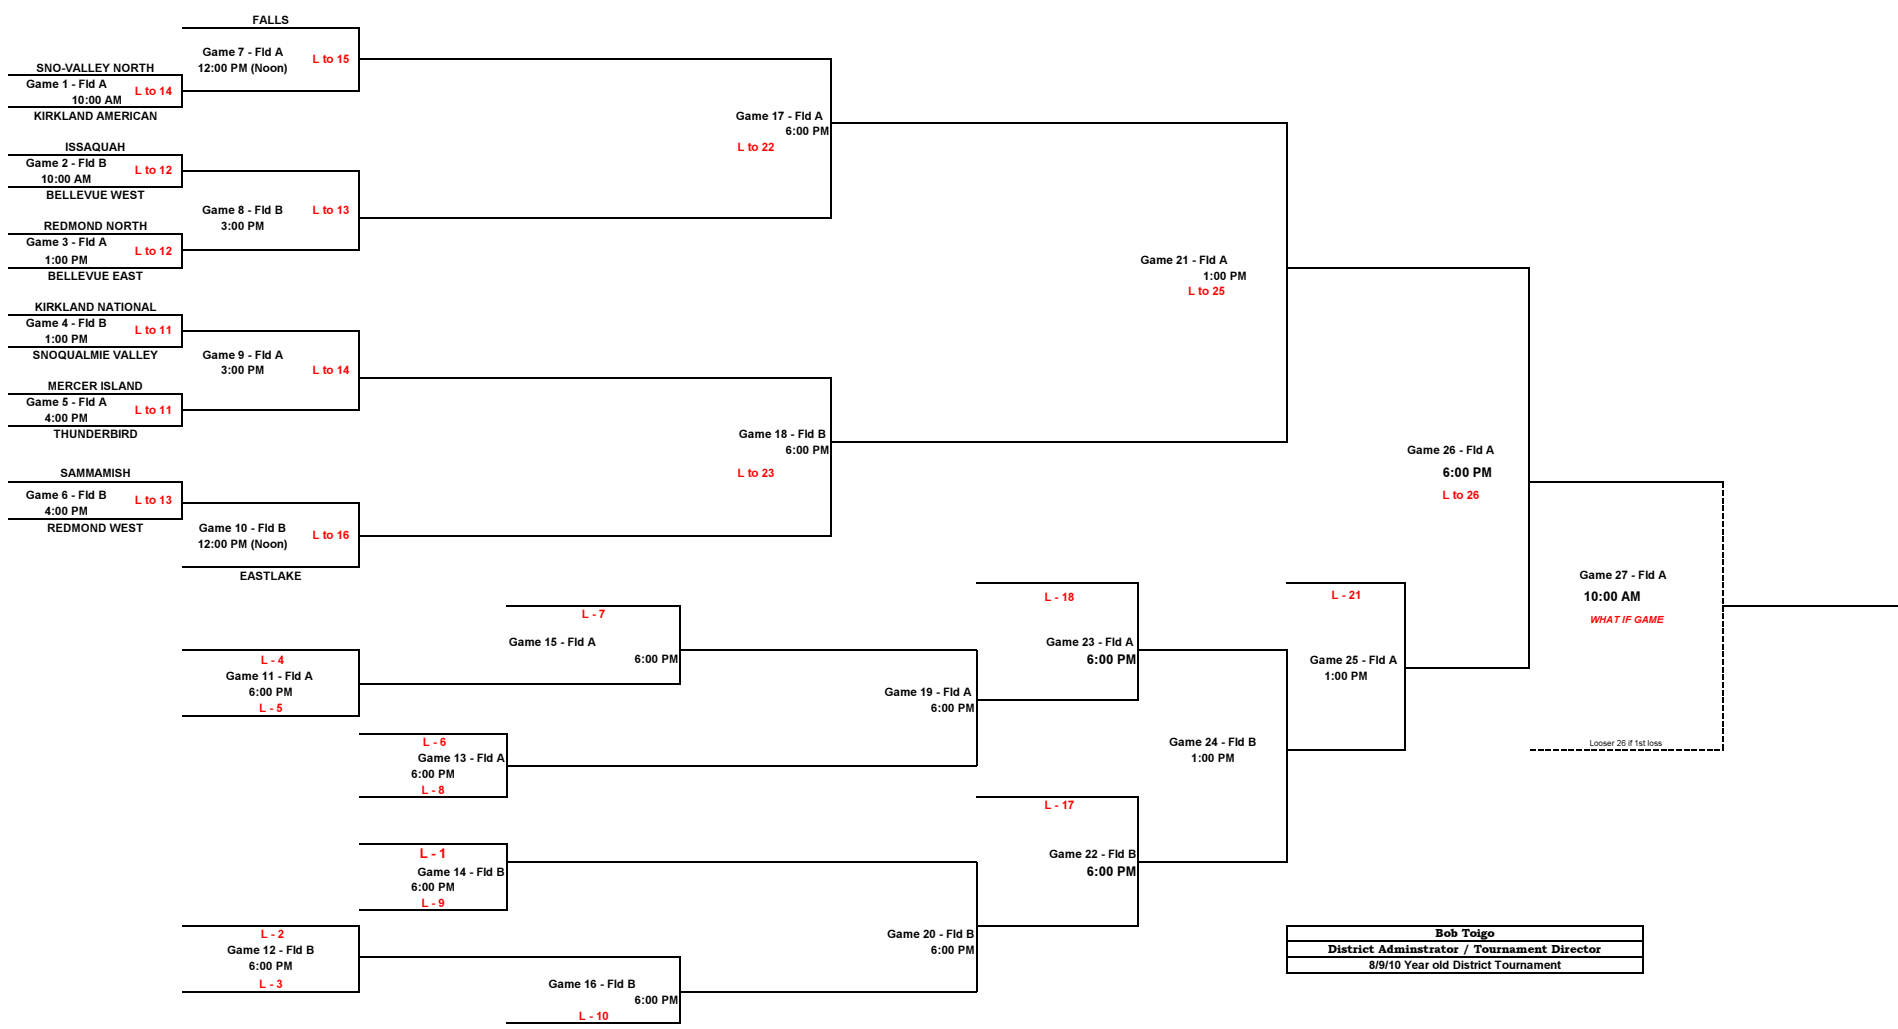 FALLS
Game 7 - Fld A
12:00 PM (Noon)
L to 15
SNO-VALLEY NORTH
Game 1 - Fld A
10:00 AM
L to 14
KIRKLAND AMERICAN
ISSAQUAH
Game 2 - Fld B
10:00 AM
L to 12
BELLEVUE WEST
Game 8 - Fld B
3:00 PM
L to 13
REDMOND NORTH
Game 3 - Fld A
1:00 PM
L to 12
BELLEVUE EAST
KIRKLAND NATIONAL
Game 4 - Fld B
1:00 PM
L to 11
SNOQUALMIE VALLEY
Game 9 - Fld A
3:00 PM
L to 14
MERCER ISLAND
Game 5 - Fld A
4:00 PM
L to 11
THUNDERBIRD
SAMMAMISH
Game 6 - Fld B
4:00 PM
L to 13
REDMOND WEST
Game 10 - Fld B
12:00 PM (Noon)
L to 16
EASTLAKE
Game 17 - Fld A
6:00 PM
L to 22
Game 18 - Fld B
6:00 PM
L to 23
Game 21 - Fld A
1:00 PM
L to 25
Game 26 - Fld A
6:00 PM
L to 26
Game 27 - Fld A
10:00 AM
WHAT IF GAME
Looser 26 if 1st loss
L - 7
Game 15 - Fld A
6:00 PM
L - 4
Game 11 - Fld A
6:00 PM
L - 5
L - 6
Game 13 - Fld A
6:00 PM
L - 8
L - 1
Game 14 - Fld B
6:00 PM
L - 9
L - 2
Game 12 - Fld B
6:00 PM
L - 3
Game 16 - Fld B
6:00 PM
L - 10
Game 19 - Fld A
6:00 PM
Game 20 - Fld B
6:00 PM
L - 18
Game 23 - Fld A
6:00 PM
L - 17
Game 22 - Fld B
6:00 PM
Game 24 - Fld B
1:00 PM
L - 21
Game 25 - Fld A
1:00 PM
Bob Toigo
District Adminstrator / Tournament Director
8/9/10 Year old District Tournament